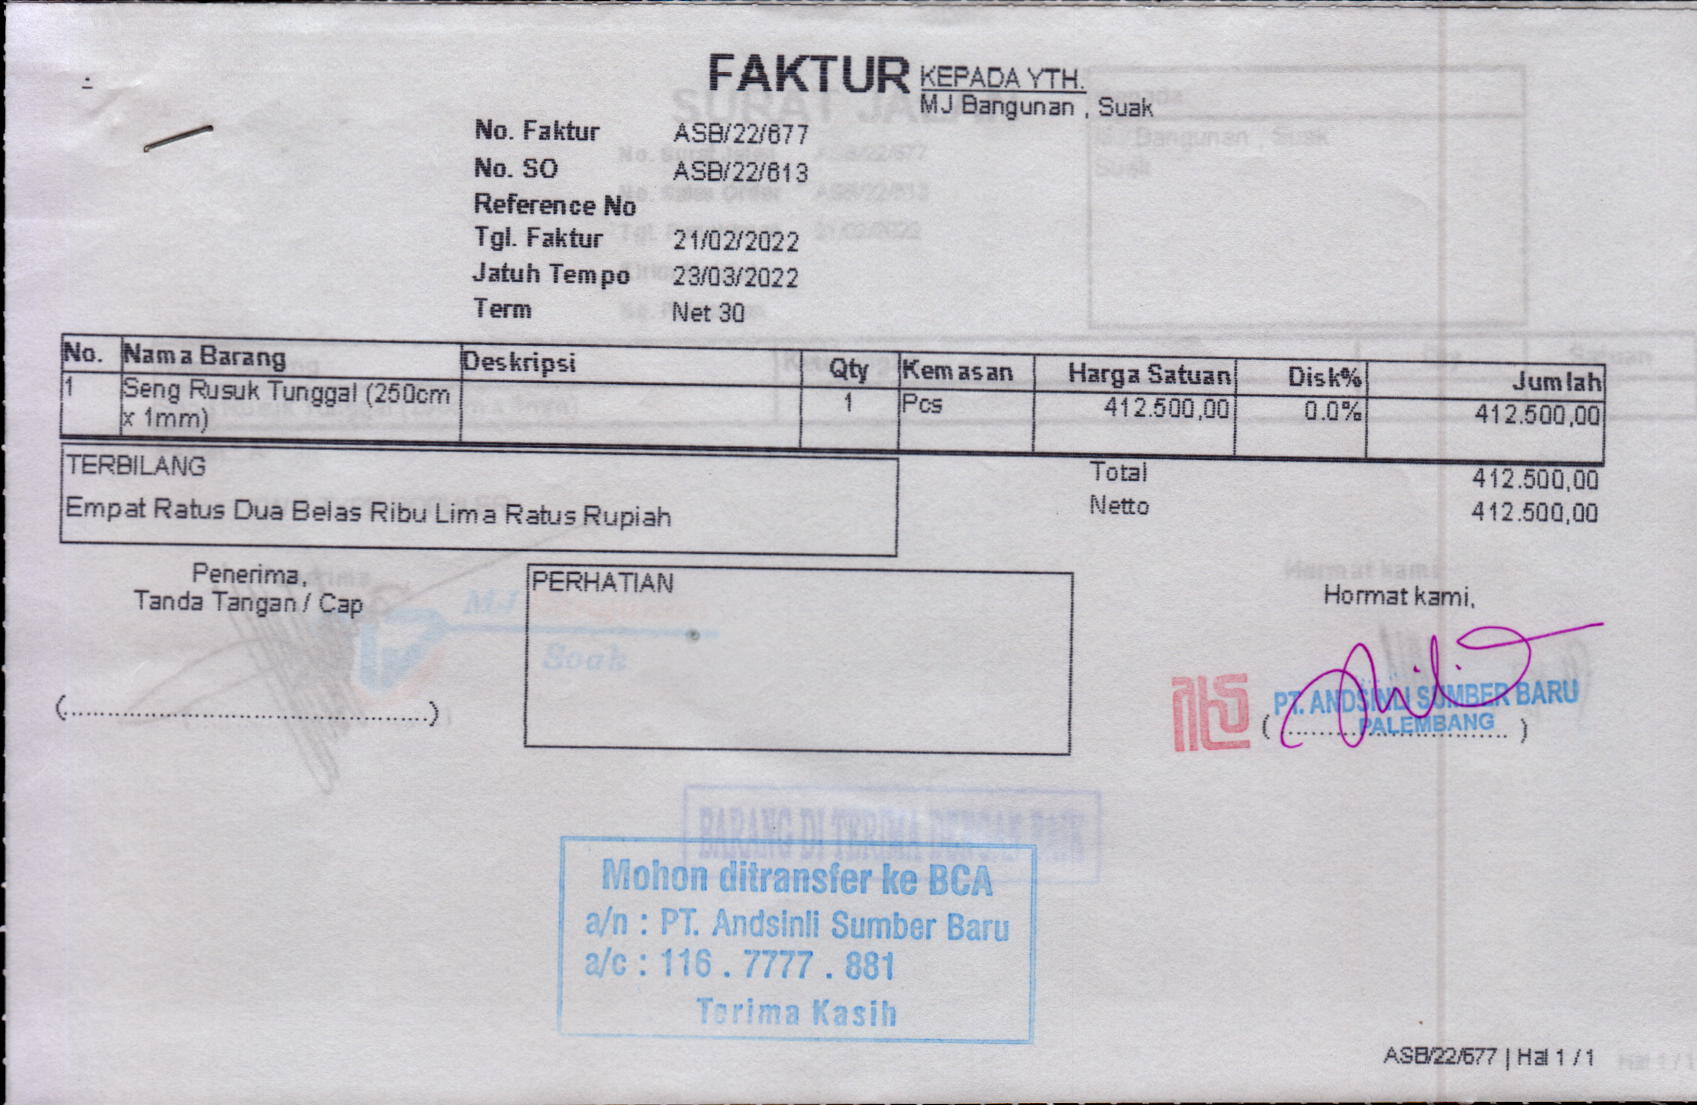 FAKTUR
KEPADA YTH.
MJ Bangunan , Suak
No. Faktur ASB/22/677
No. SO ASB/22/613
Reference No
Tgl. Faktur 21/02/2022
Jatuh Tempo 23/03/2022
Term Net 30
No. Nama Barang Deskripsi Qty Kemasan Harga Satuan Disk% Jumlah
1 Seng Rusuk Tunggal (250cm 1 Pcs 412.500,00 0.0% 412.500,00
x 1mm)
TERBILANG
Empat Ratus Dua Belas Ribu Lima Ratus Rupiah
Total 412.500,00
Netto 412.500,00
Penerima,
Tanda Tangan / Cap
(..........................................)
PERHATIAN
Hormat kami,
PT. ANDSINLI SUMBER BARU
PALEMBANG
(..............................)
BARANG DI TERIMA DENGAN BAIK
Mohon ditransfer ke BCA
a/n : PT. Andsinli Sumber Baru
a/c : 116 . 7777 . 881
Terima Kasih
ASB/22/677 | Hal 1 / 1